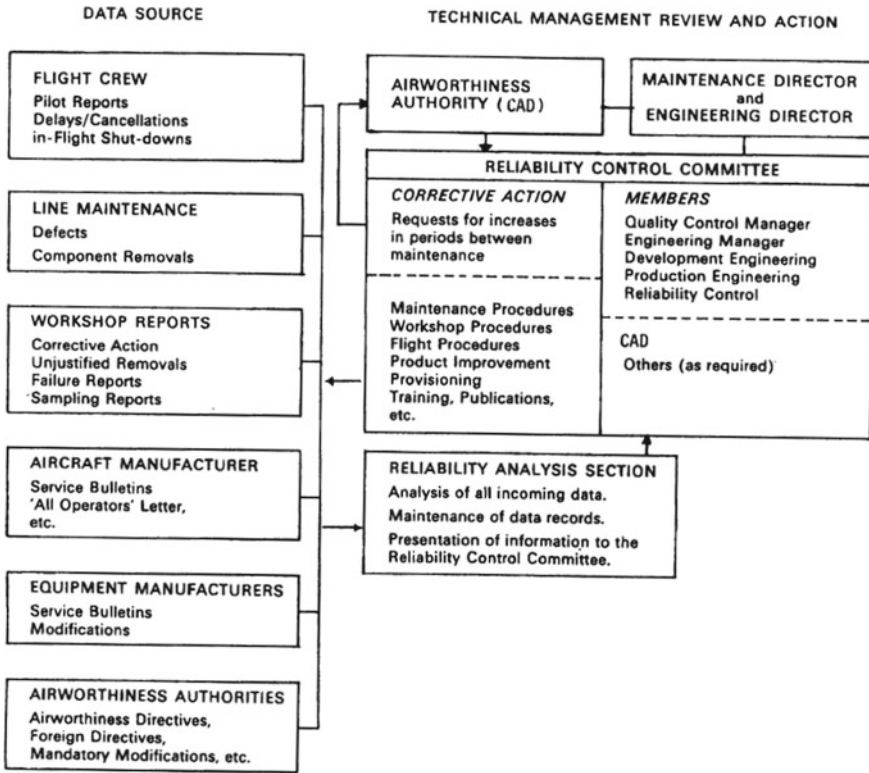 DATA SOURCE
TECHNICAL MANAGEMENT REVIEW AND ACTION
FLIGHT CREW
Pilot Reports
Delays/Cancellations
in-Flight Shut-downs
LINE MAINTENANCE
Defects
Component Removals
WORKSHOP REPORTS
Corrective Action
Unjustified Removals
Failure Reports
Sampling Reports
AIRCRAFT MANUFACTURER
Service Bulletins
'All Operators' Letter,
etc.
EQUIPMENT MANUFACTURERS
Service Bulletins
Modifications
AIRWORTHINESS AUTHORITIES
Airworthiness Directives,
Foreign Directives,
Mandatory Modifications, etc.
AIRWORTHINESS
AUTHORITY (CAD)
MAINTENANCE DIRECTOR
and
ENGINEERING DIRECTOR
RELIABILITY CONTROL COMMITTEE
CORRECTIVE ACTION
Requests for increases
in periods between
maintenance
Maintenance Procedures
Workshop Procedures
Flight Procedures
Product Improvement
Provisioning
Training, Publications,
etc.
MEMBERS
Quality Control Manager
Engineering Manager
Development Engineering
Production Engineering
Reliability Control
CAD
Others (as required)
RELIABILITY ANALYSIS SECTION
Analysis of all incoming data.
Maintenance of data records.
Presentation of information to the
Reliability Control Committee.